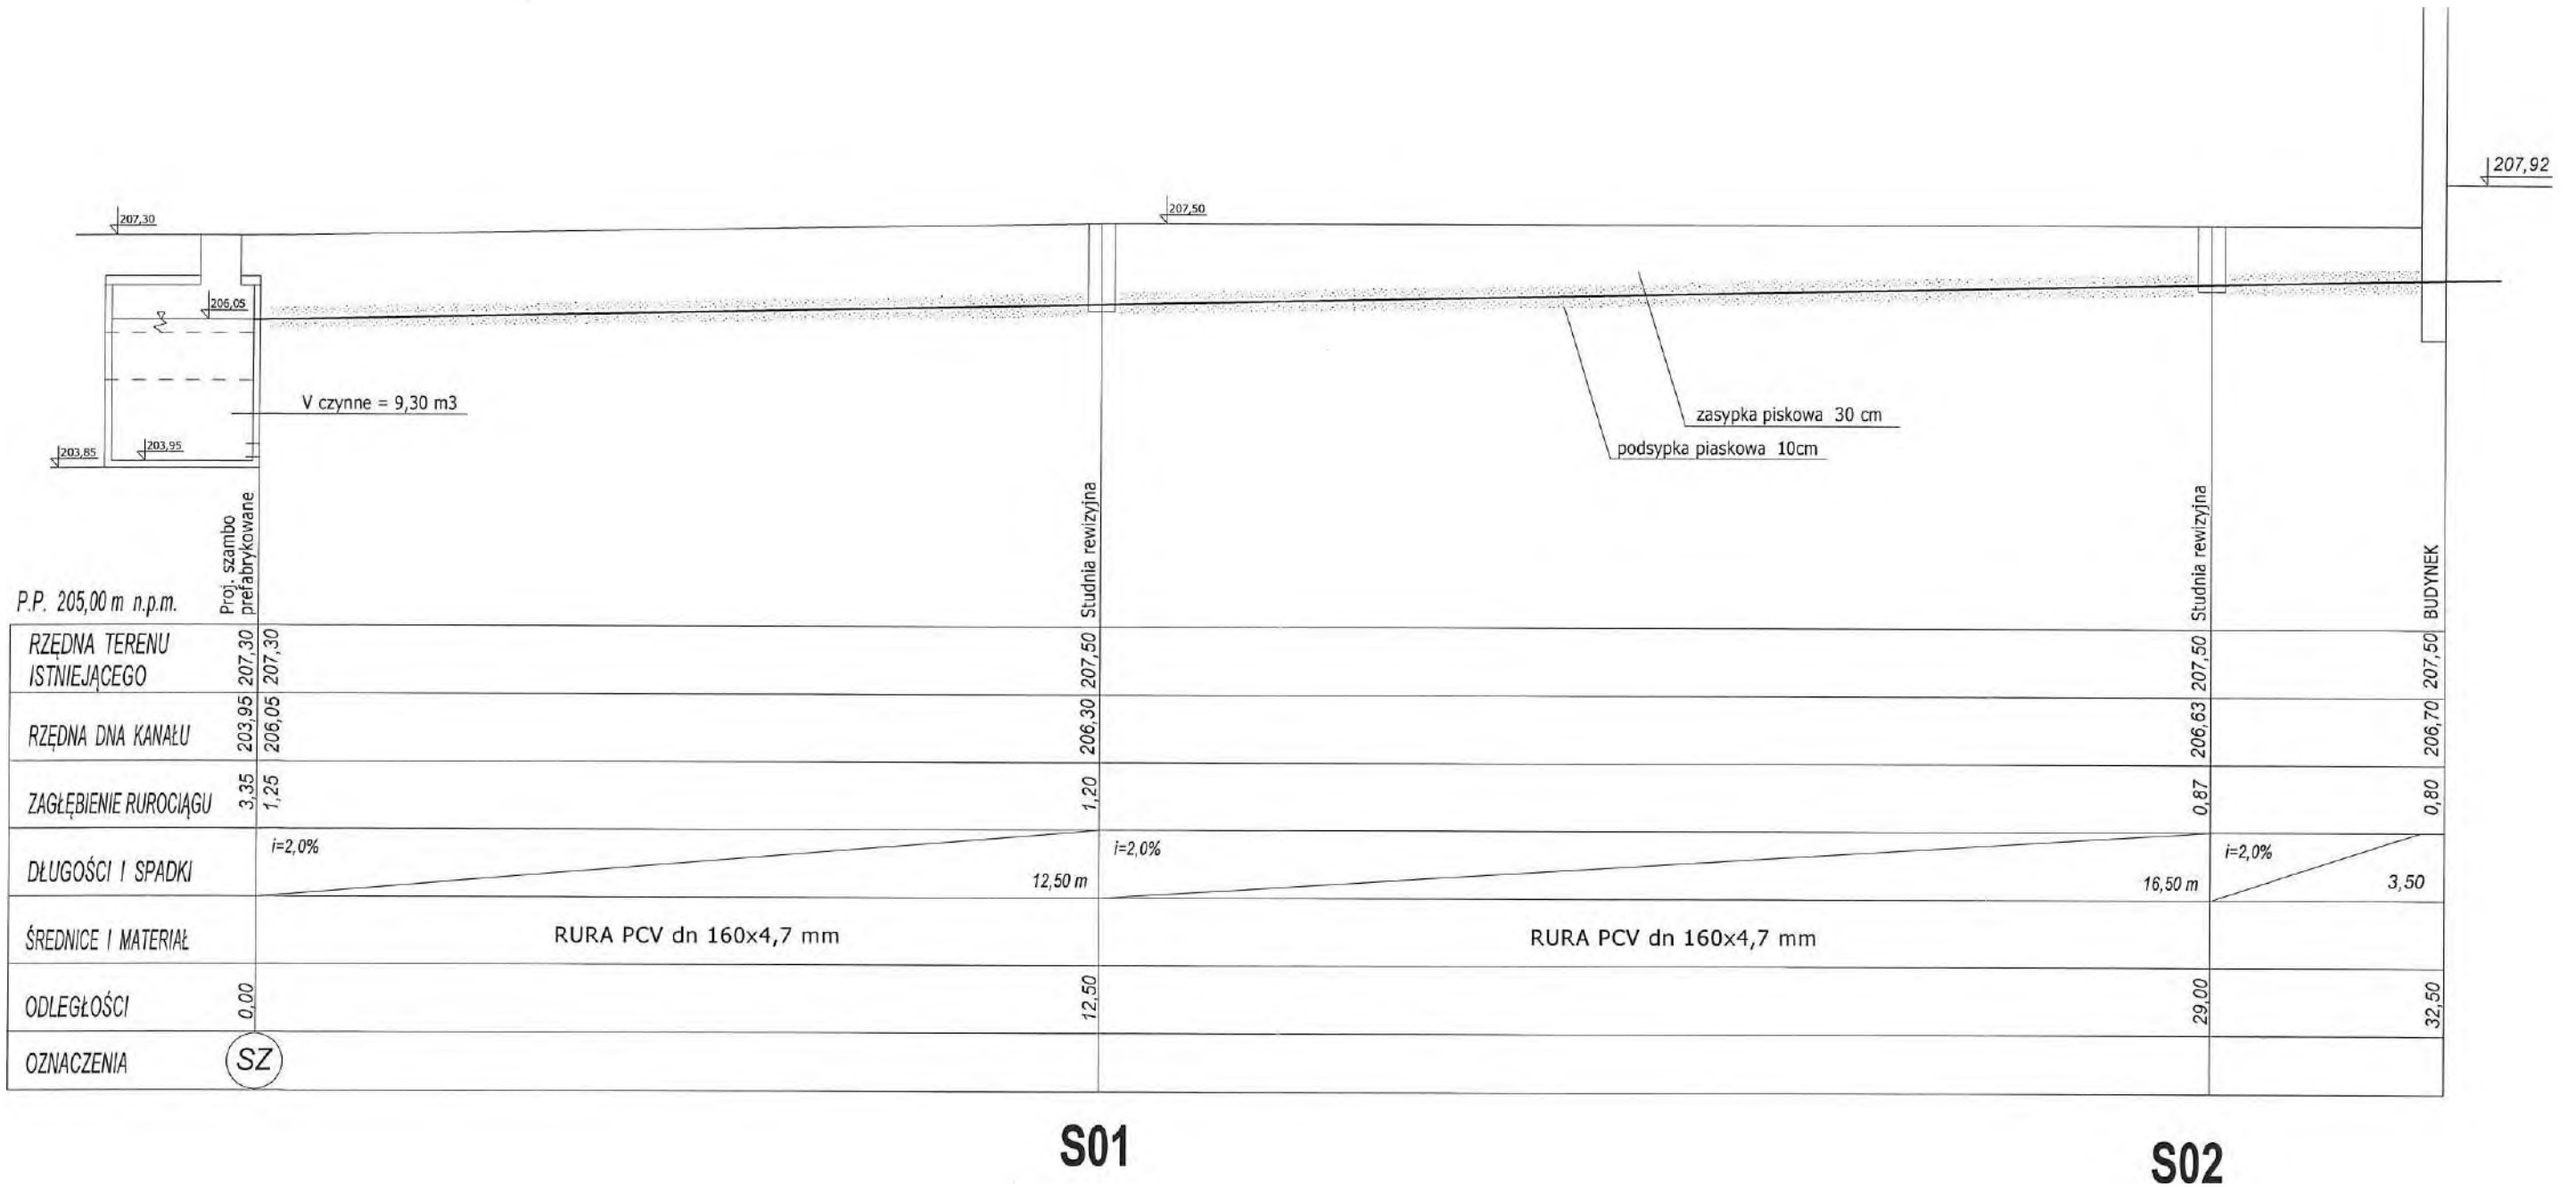 207,92
207,30
207,50
206,05
V czynne = 9,30 m3
zasypka piskowa 30 cm
podsypka piaskowa 10cm
203,85
203,95
Proj. szambo
prefabrykowane
Studnia rewizyjna
Studnia rewizyjna
BUDYNEK
P.P. 205,00 m n.p.m.
RZĘDNA TERENU
ISTNIEJĄCEGO
207,30 207,30 207,50 207,50 207,50
RZĘDNA DNA KANAŁU 203,95 206,05 206,30 206,63 206,70
ZAGŁĘBIENIE RUROCIĄGU 3,35 1,25 1,20 0,87 0,80
DŁUGOŚCI I SPADKI i=2,0% 12,50 m i=2,0% 16,50 m i=2,0% 3,50
ŚREDNICE I MATERIAŁ RURA PCV dn 160x4,7 mm RURA PCV dn 160x4,7 mm
ODLEGŁOŚCI 0,00 12,50 29,00 32,50
OZNACZENIA SZ
S01
S02